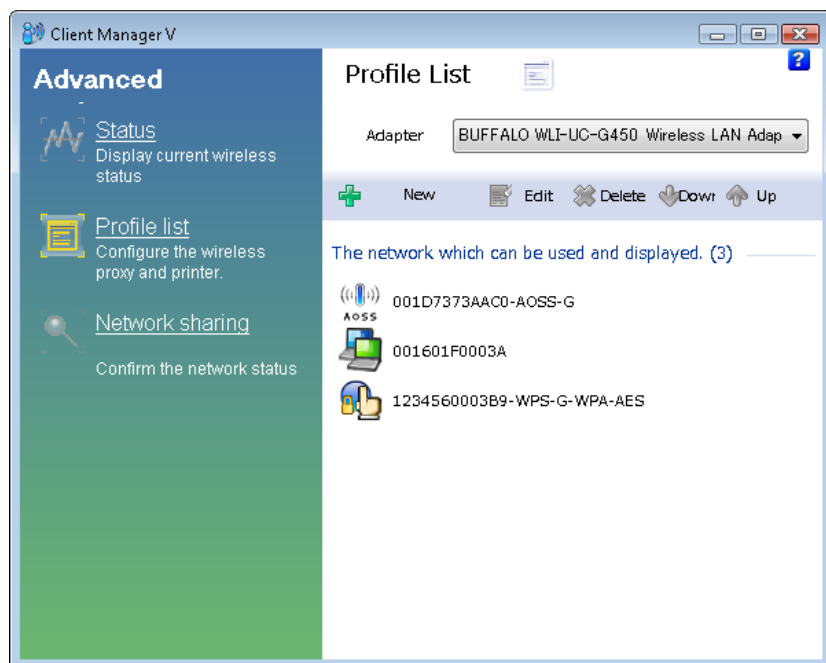 Client Manager V
Advanced
Status
Display current wireless
status
Profile list
Configure the wireless
proxy and printer.
Network sharing
Confirm the network status
Profile List
?
Adapter
BUFFALO WLI-UC-G450 Wireless LAN Adap
New Edit Delete Down Up
The network which can be used and displayed. (3)
AOSS
001D7373AAC0-AOSS-G
001601F0003A
1234560003B9-WPS-G-WPA-AES